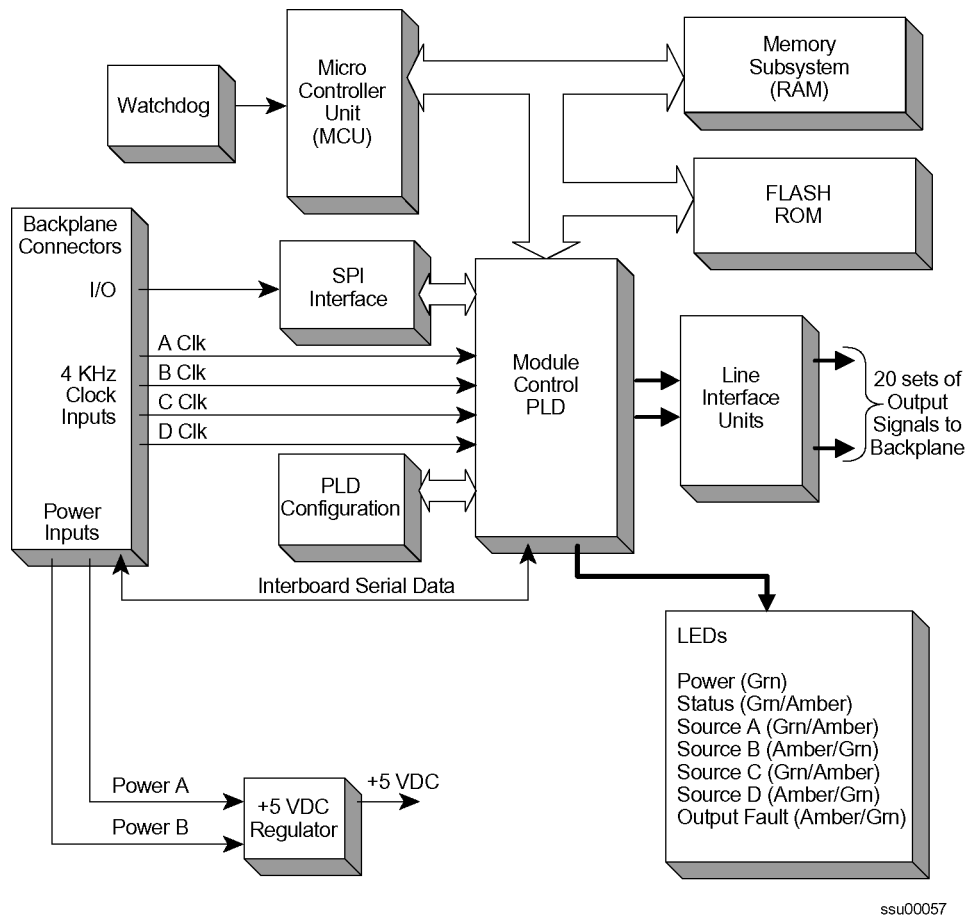 Watchdog
Micro
Controller
Unit
(MCU)
Memory
Subsystem
(RAM)
FLASH
ROM
Backplane
Connectors
I/O
4 KHz
Clock
Inputs
Power
Inputs
SPI
Interface
A Clk
B Clk
C Clk
D Clk
PLD
Configuration
Module
Control
PLD
Line
Interface
Units
20 sets of
Output
Signals to
Backplane
Interboard Serial Data
LEDs
Power (Grn)
Status (Grn/Amber)
Source A (Grn/Amber)
Source B (Amber/Grn)
Source C (Grn/Amber)
Source D (Amber/Grn)
Output Fault (Amber/Grn)
Power A
Power B
+5 VDC
Regulator
+5 VDC
ssu00057